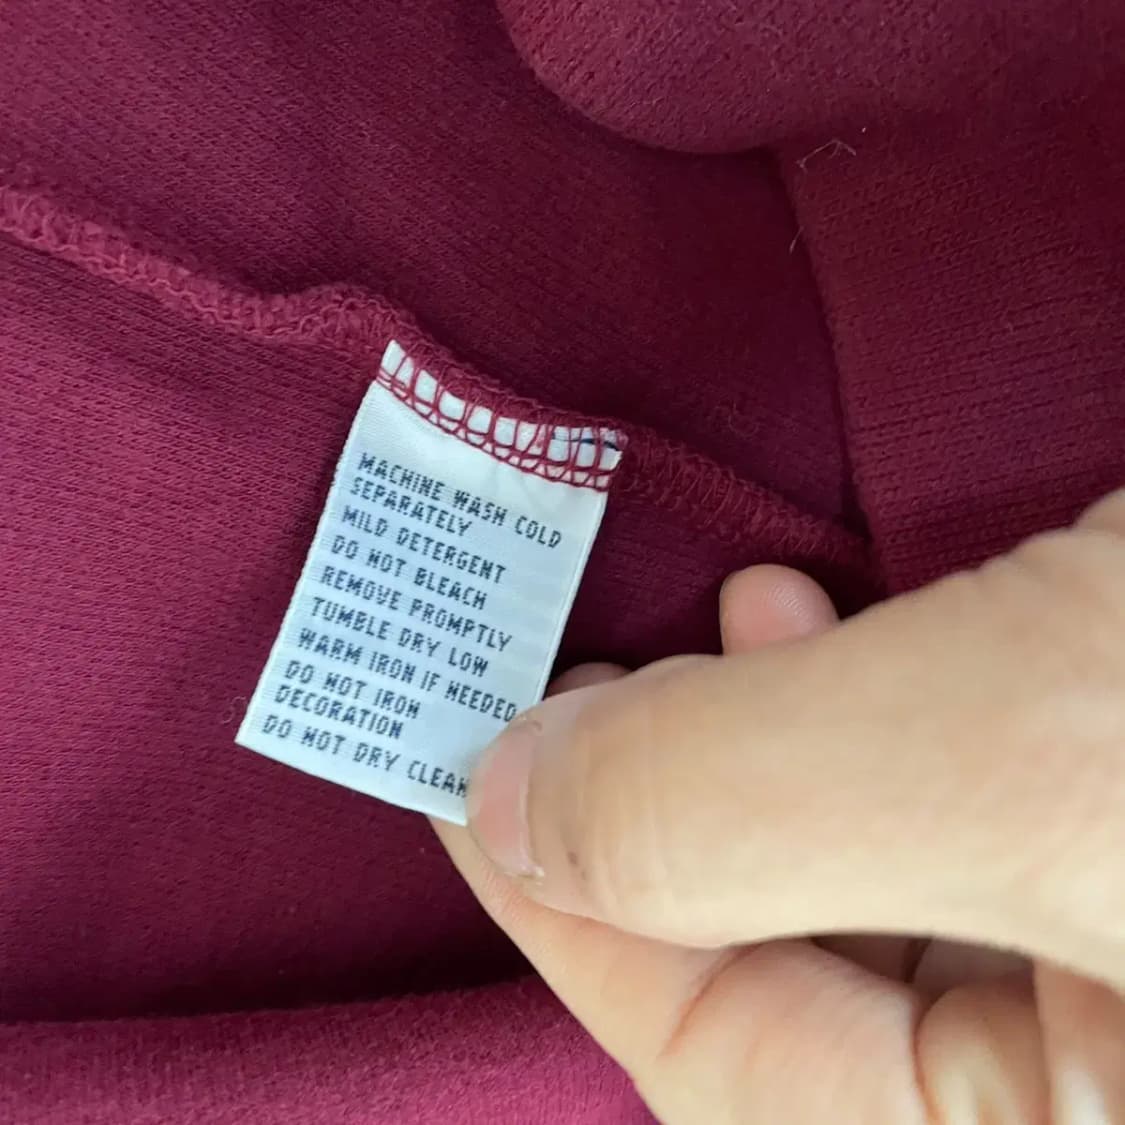 MACHINE WASH COLD
SEPARATELY
MILD DETERGENT
DO NOT BLEACH
REMOVE PROMPTLY
TUMBLE DRY LOW
WARM IRON IF NEEDED
DO NOT IRON
DECORATION
DO NOT DRY CLEAN